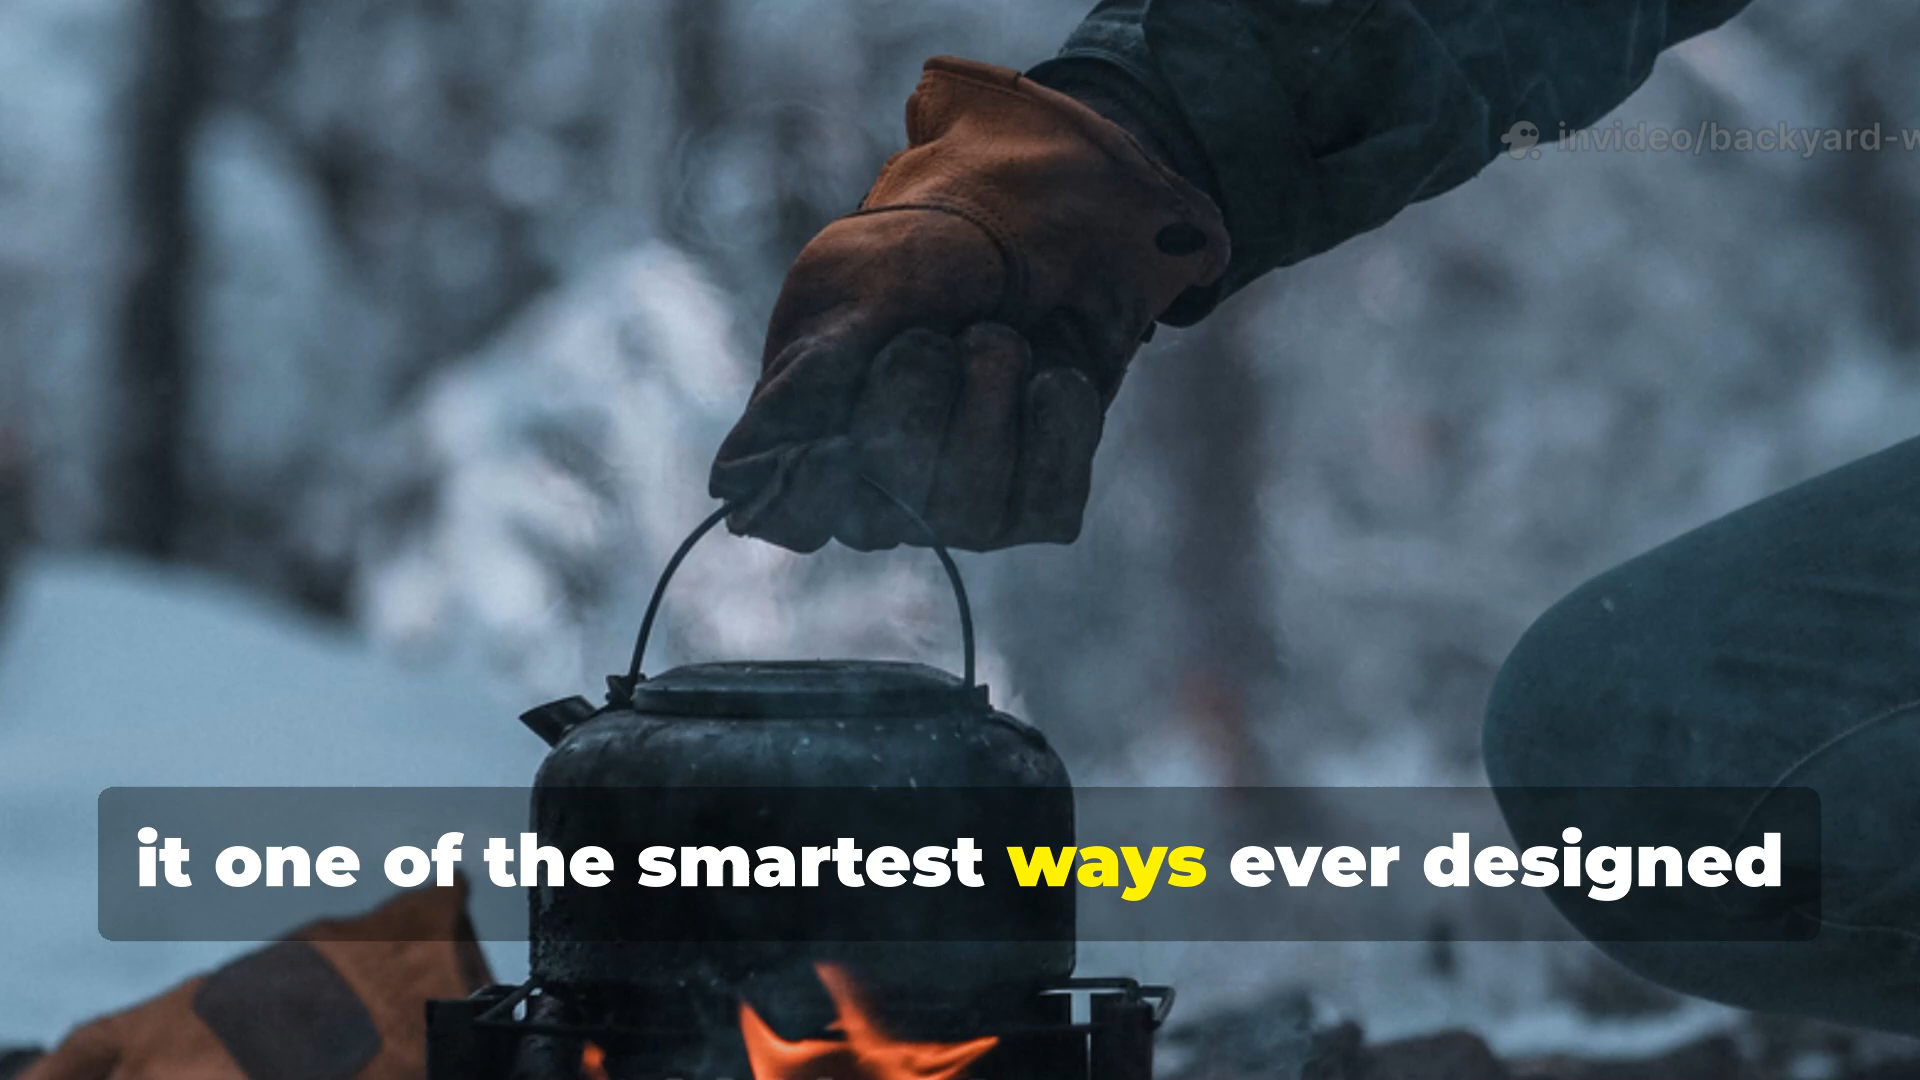 invideo/backyard-w
it one of the smartest ways ever designed